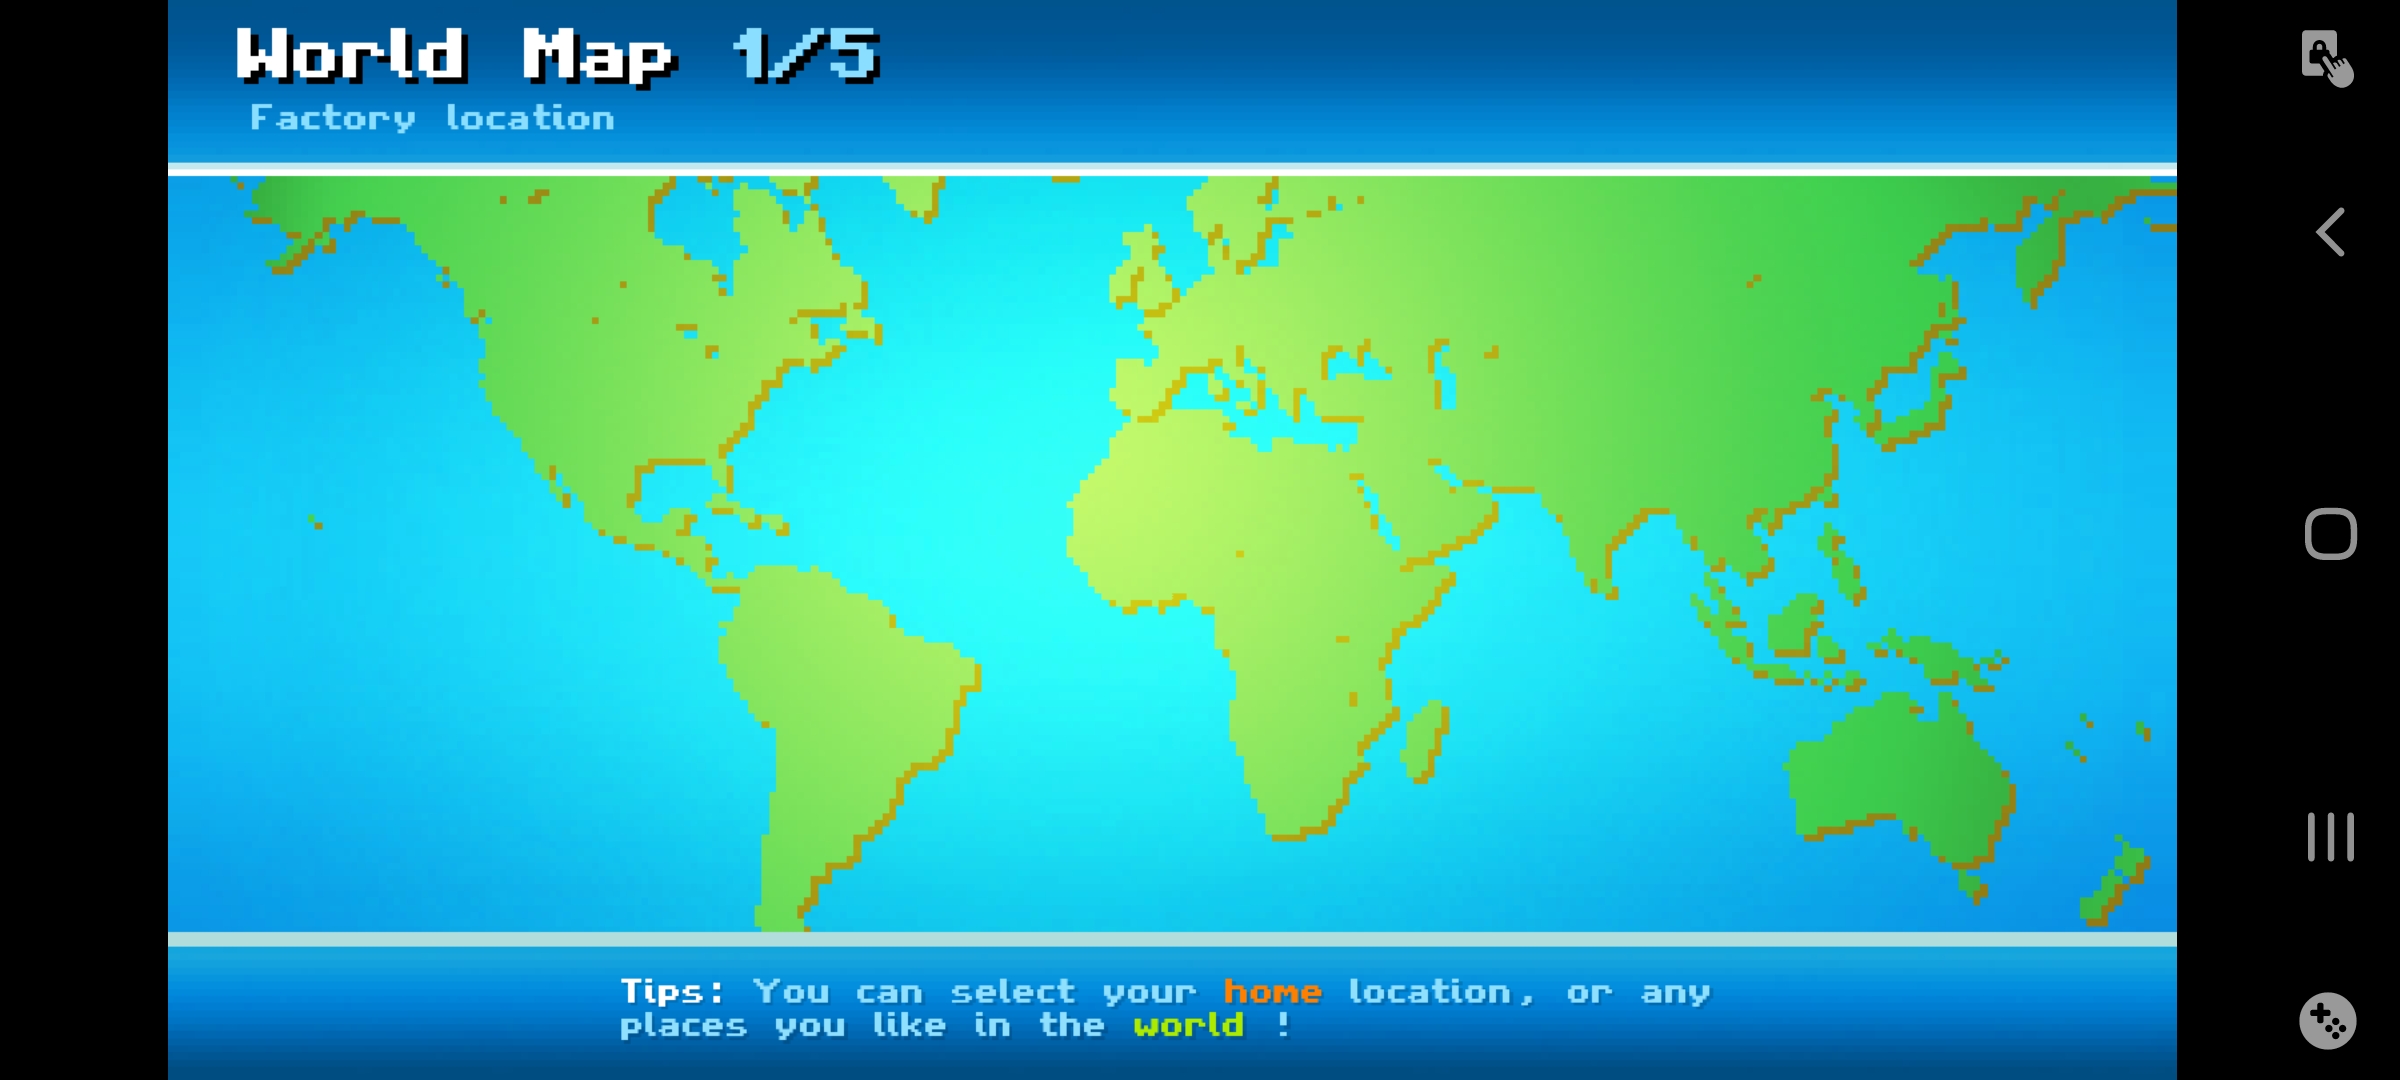 World Map 1/5
Factory location
Tips: You can select your home location, or any
places you like in the world !